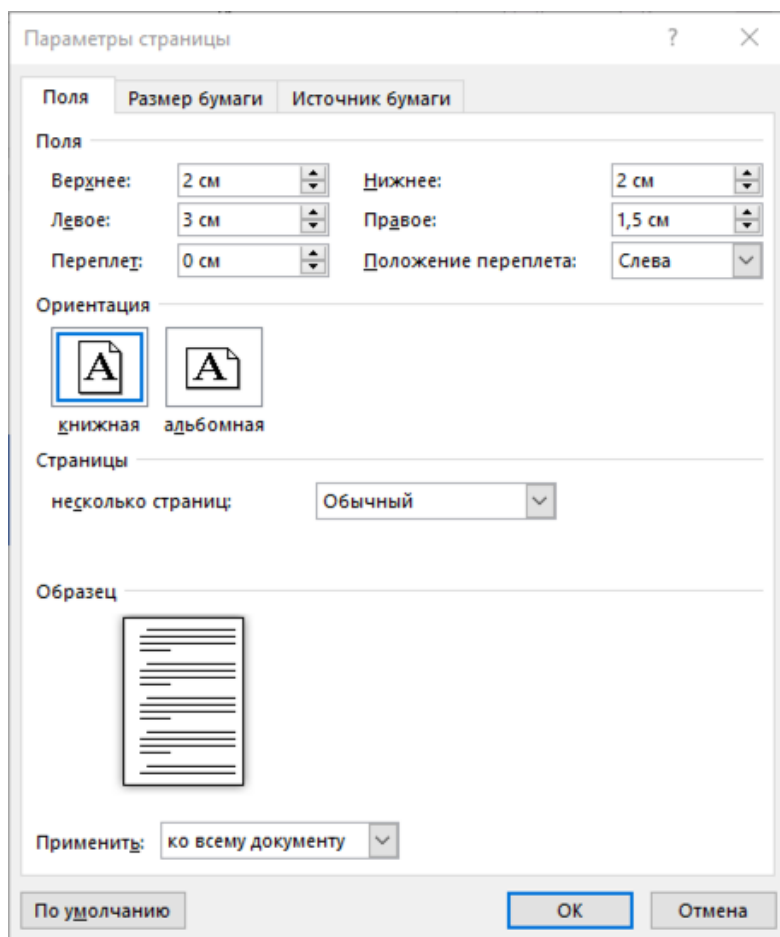 Параметры страницы ?
Поля Размер бумаги Источник бумаги
Поля
Верхнее: 2 см Нижнее: 2 см
Левое: 3 см Правое: 1,5 см
Переплет: 0 см Положение переплета: Слева
Ориентация
A A
книжная альбомная
Страницы
несколько страниц: Обычный
Образец
Применить: ко всему документу
По умолчанию ОК Отмена